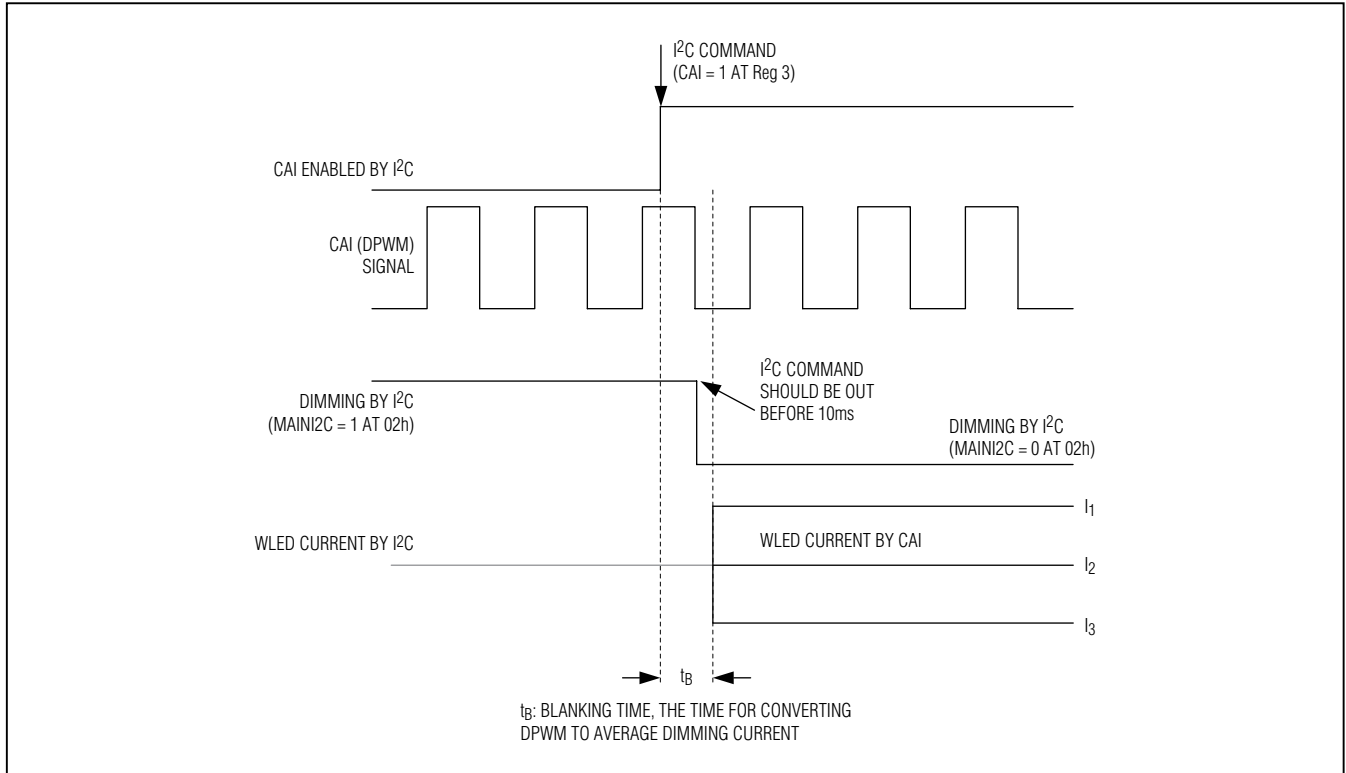 I2C COMMAND
(CAI = 1 AT Reg 3)
CAI ENABLED BY I2C
CAI (DPWM)
SIGNAL
I2C COMMAND
SHOULD BE OUT
BEFORE 10ms
DIMMING BY I2C
(MAINI2C = 1 AT 02h)
DIMMING BY I2C
(MAINI2C = 0 AT 02h)
I1
WLED CURRENT BY I2C
WLED CURRENT BY CAI
I2
I3
tB
tB: BLANKING TIME, THE TIME FOR CONVERTING
DPWM TO AVERAGE DIMMING CURRENT